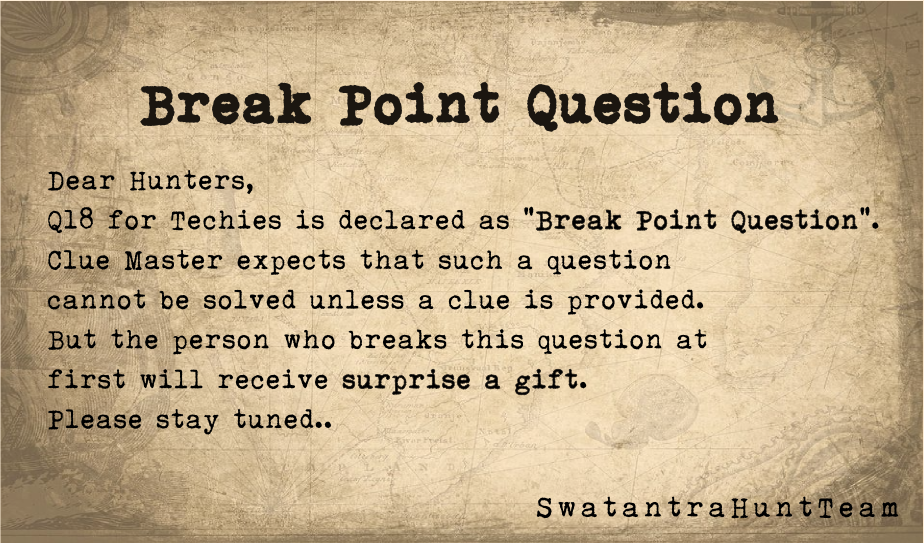 Break Point Question
Dear Hunters,
Q18 for Techies is declared as "Break Point Question".
Clue Master expects that such a question
cannot be solved unless a clue is provided.
But the person who breaks this question at
first will receive surprise a gift.
Please stay tuned..
SwatantraHuntTeam